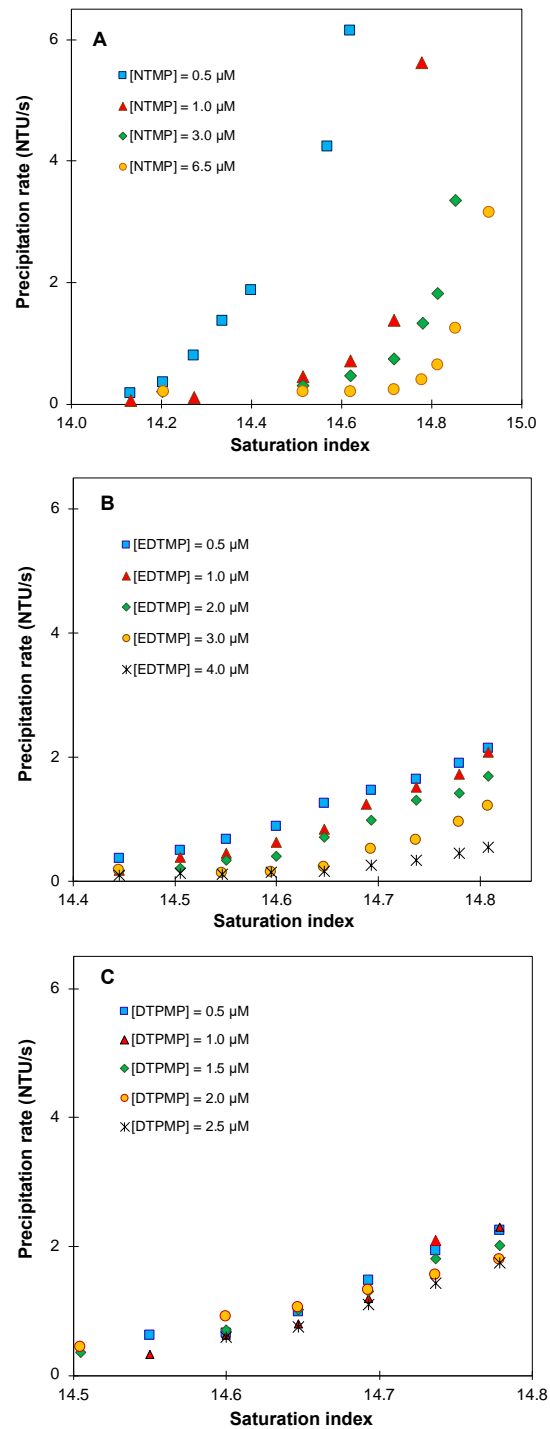 A
Precipitation rate (NTU/s)
6
4
2
0
[NTMP] = 0.5 µM
[NTMP] = 1.0 µM
[NTMP] = 3.0 µM
[NTMP] = 6.5 µM
14.0 14.2 14.4 14.6 14.8 15.0
Saturation index
B
Precipitation rate (NTU/s)
6
4
2
0
[EDTMP] = 0.5 µM
[EDTMP] = 1.0 µM
[EDTMP] = 2.0 µM
[EDTMP] = 3.0 µM
[EDTMP] = 4.0 µM
14.4 14.5 14.6 14.7 14.8
Saturation index
C
Precipitation rate (NTU/s)
6
4
2
0
[DTPMP] = 0.5 µM
[DTPMP] = 1.0 µM
[DTPMP] = 1.5 µM
[DTPMP] = 2.0 µM
[DTPMP] = 2.5 µM
14.5 14.6 14.7 14.8
Saturation index